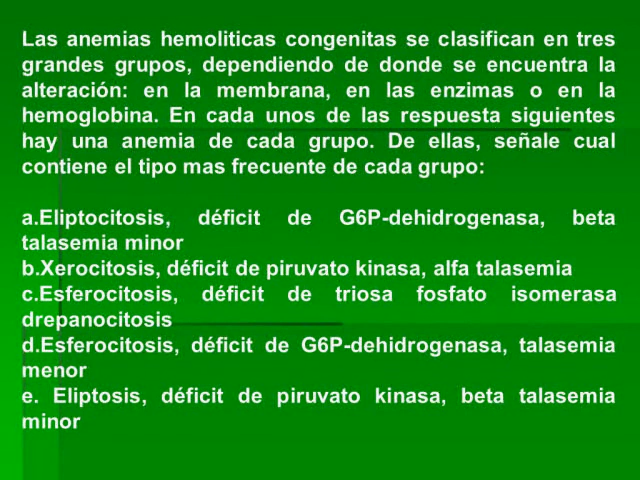 Las anemias hemoliticas congenitas se clasifican en tres
grandes grupos, dependiendo de donde se encuentra la
alteración: en la membrana, en las enzimas o en la
hemoglobina. En cada unos de las respuesta siguientes
hay una anemia de cada grupo. De ellas, señale cual
contiene el tipo mas frecuente de cada grupo:
a.Eliptocitosis, déficit de G6P-dehidrogenasa, beta
talasemia minor
b.Xerocitosis, déficit de piruvato kinasa, alfa talasemia
c.Esferocitosis, déficit de triosa fosfato isomerasa
drepanocitosis
d.Esferocitosis, déficit de G6P-dehidrogenasa, talasemia
menor
e. Eliptosis, déficit de piruvato kinasa, beta talasemia
minor